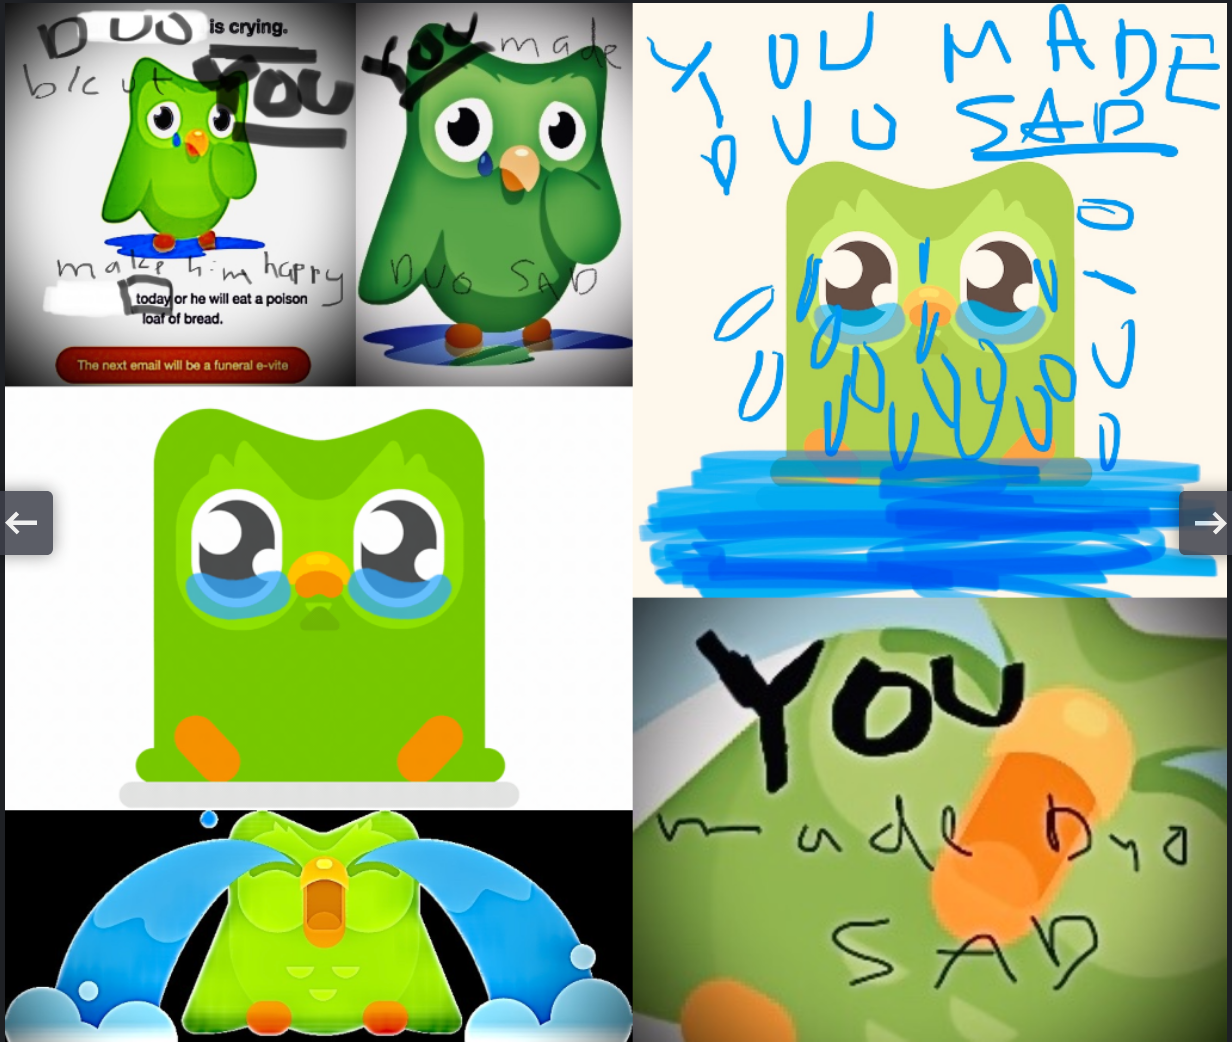 DUO is crying.
b/c ut YOU
make him happy
today or he will eat a poison
loaf of bread.
The next email will be a funeral e-vite
YOU made
DUO SAD
YOU MADE
DUO SAD
YOU
made Duo
SAD